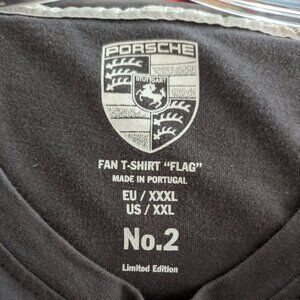 PORSCHE
STUTTGART
FAN T-SHIRT “FLAG”
MADE IN PORTUGAL
EU / XXXL
US / XXL
No.2
Limited Edition